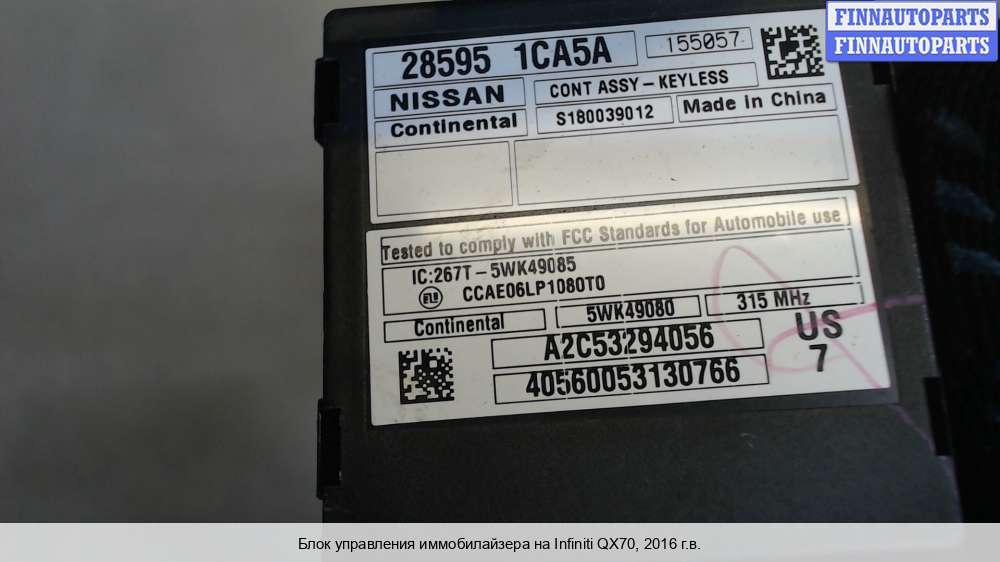 FINNAUTOPARTS
FINNAUTOPARTS
28595 1CA5A 155057
NISSAN CONT ASSY-KEYLESS
Continental S180039012 Made in China
Tested to comply with FCC Standards for Automobile use
IC:267T-5WK49085
CCAE06LP1080T0
Continental 5WK49080 315 MHz
A2C53294056 US
40560053130766 7
Блок управления иммобилайзера на Infiniti QX70, 2016 г.в.